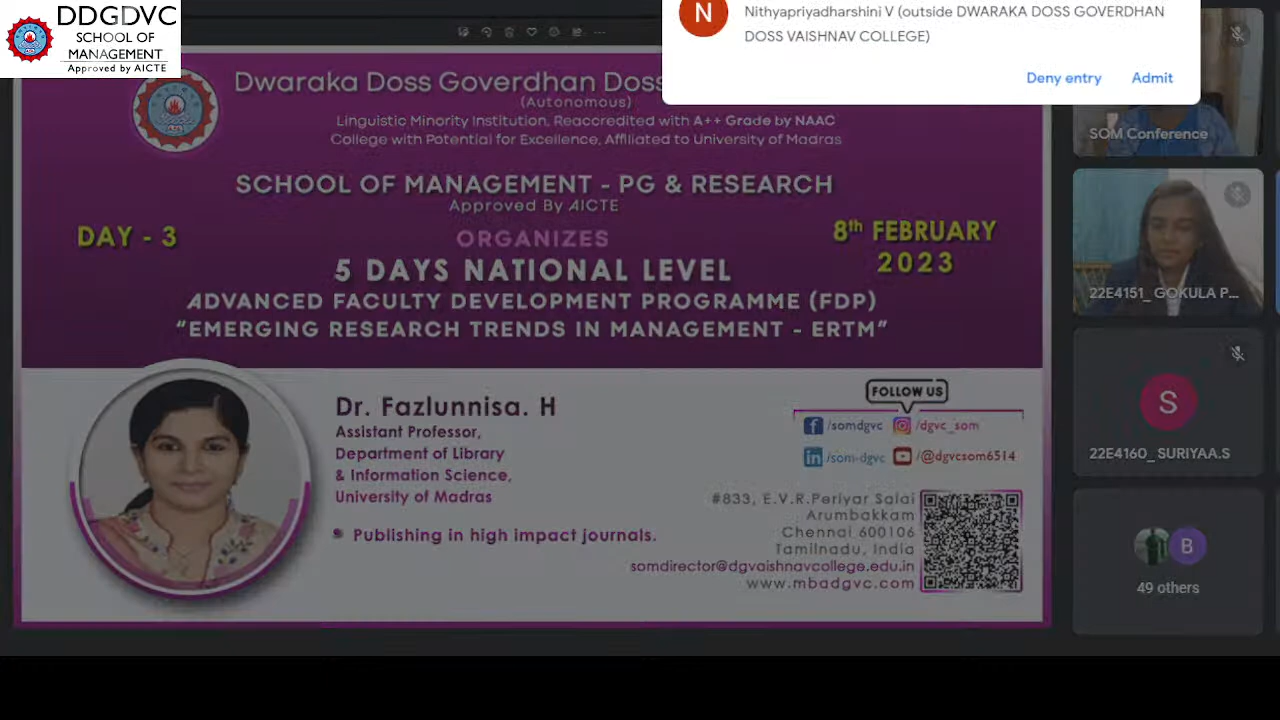 DDGDVC
SCHOOL OF
MANAGEMENT
Approved by AICTE
N
Nithyapriyadharshini V (outside DWARAKA DOSS GOVERDHAN
DOSS VAISHNAV COLLEGE)
Deny entry
Admit
Dwaraka Doss Goverdhan Doss
(Autonomous)
Linguistic Minority Institution, Reaccredited with A++ Grade by NAAC
College with Potential for Excellence, Affiliated to University of Madras
SCHOOL OF MANAGEMENT - PG & RESEARCH
Approved By AICTE
DAY - 3
ORGANIZES
8th FEBRUARY
2023
5 DAYS NATIONAL LEVEL
ADVANCED FACULTY DEVELOPMENT PROGRAMME (FDP)
"EMERGING RESEARCH TRENDS IN MANAGEMENT - ERTM"
Dr. Fazlunnisa. H
Assistant Professor,
Department of Library
& Information Science,
University of Madras
Publishing in high impact journals.
FOLLOW US
/somdgvc
/dgvc_som
/som-dgvc
/@dgvcsom6514
#833, E.V.R.Periyar Salai
Arumbakkam
Chennai 600106
Tamilnadu, India
somdirector@dgvaishnavcollege.edu.in
www.mbadgvc.com
SOM Conference
22E4151_ GOKULA P...
S
22E4160_ SURIYAA.S
B
49 others